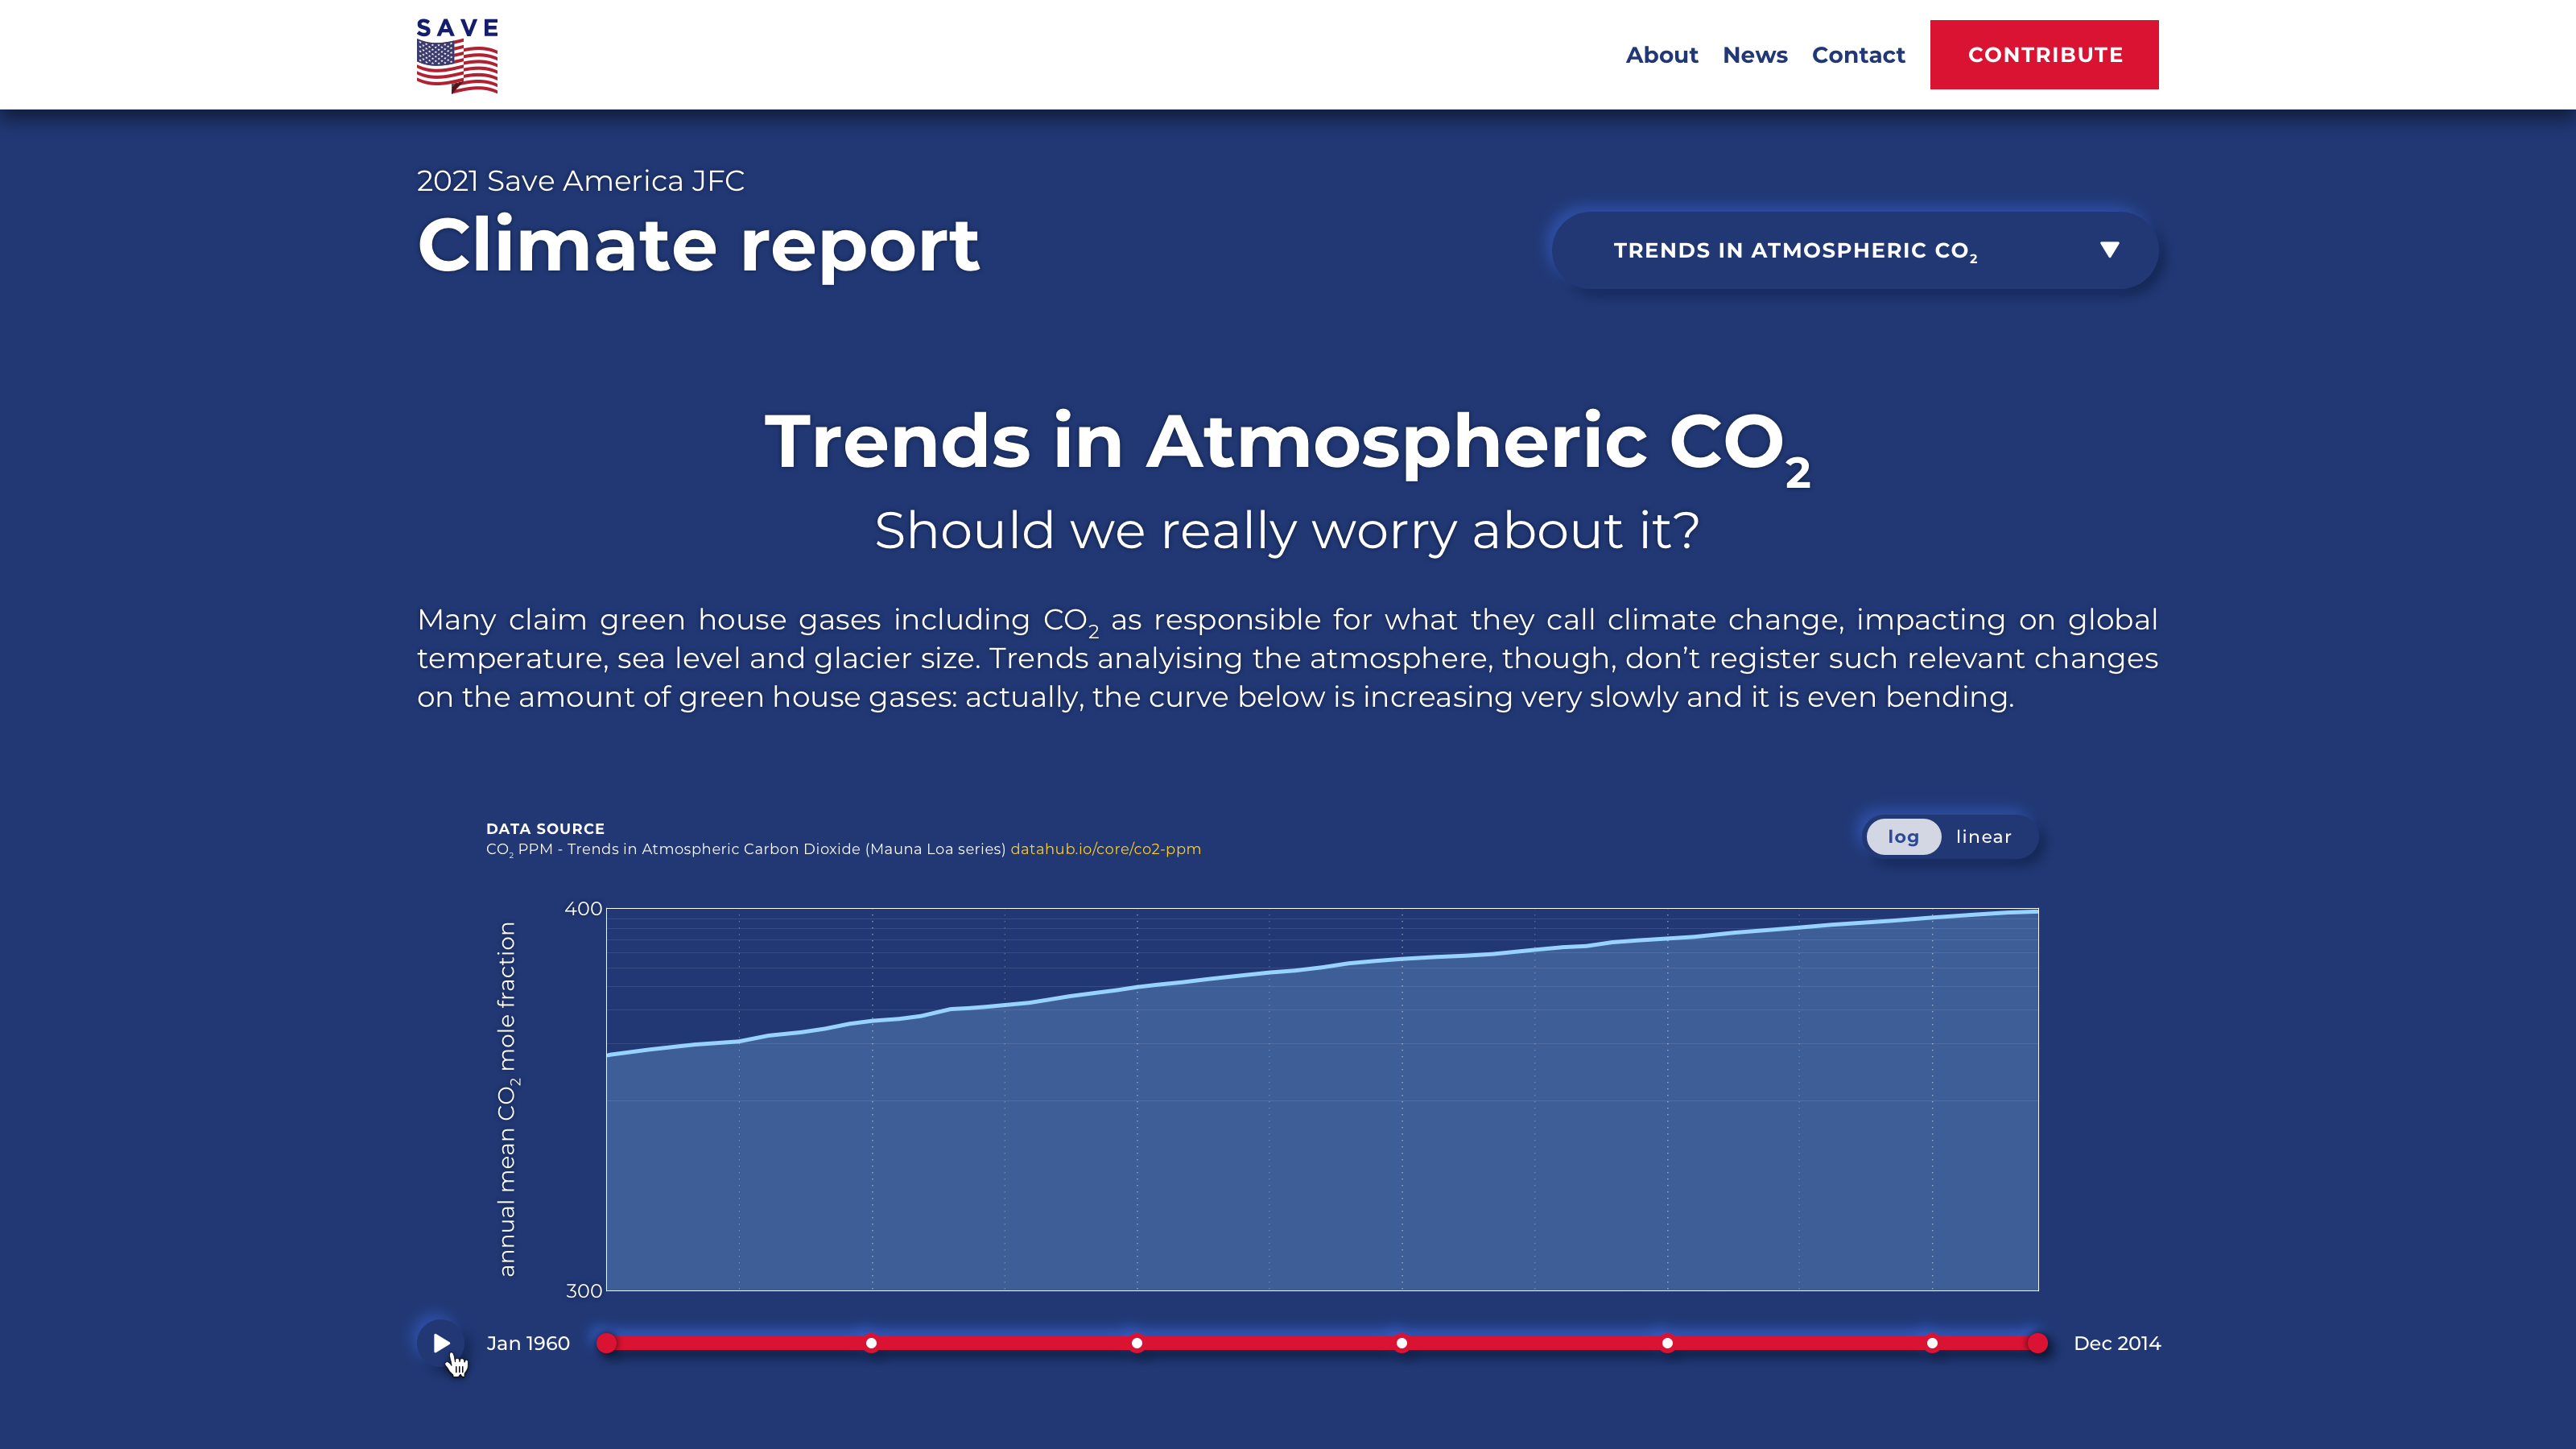 SAVE
About News Contact CONTRIBUTE
2021 Save America JFC
Climate report
TRENDS IN ATMOSPHERIC CO₂
Trends in Atmospheric CO₂
Should we really worry about it?
Many claim green house gases including CO₂ as responsible for what they call climate change, impacting on global
temperature, sea level and glacier size. Trends analyising the atmosphere, though, don’t register such relevant changes
on the amount of green house gases: actually, the curve below is increasing very slowly and it is even bending.
DATA SOURCE
CO₂ PPM - Trends in Atmospheric Carbon Dioxide (Mauna Loa series) datahub.io/core/co2-ppm
log linear
400
annual mean CO₂ mole fraction
300
Jan 1960
Dec 2014